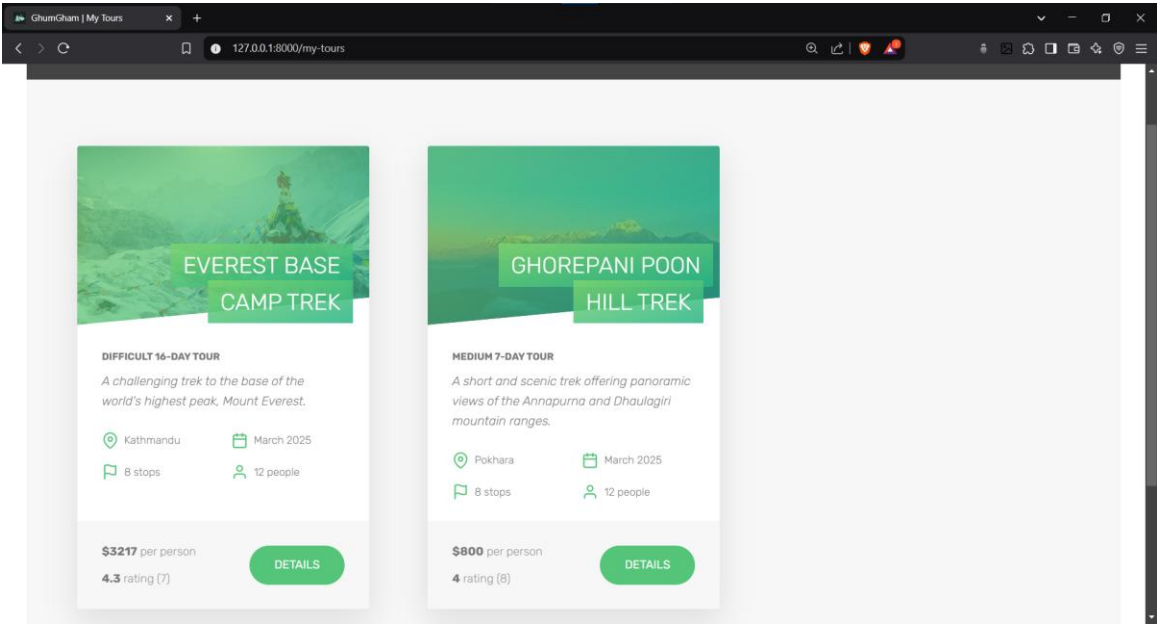 GhumGham | My Tours
127.0.0.1:8000/my-tours
EVEREST BASE
CAMP TREK
DIFFICULT 16-DAY TOUR
A challenging trek to the base of the
world's highest peak, Mount Everest.
Kathmandu
March 2025
8 stops
12 people
$3217 per person
4.3 rating (7)
DETAILS
GHOREPANI POON
HILL TREK
MEDIUM 7-DAY TOUR
A short and scenic trek offering panoramic
views of the Annapurna and Dhaulagiri
mountain ranges.
Pokhara
March 2025
8 stops
12 people
$800 per person
4 rating (8)
DETAILS